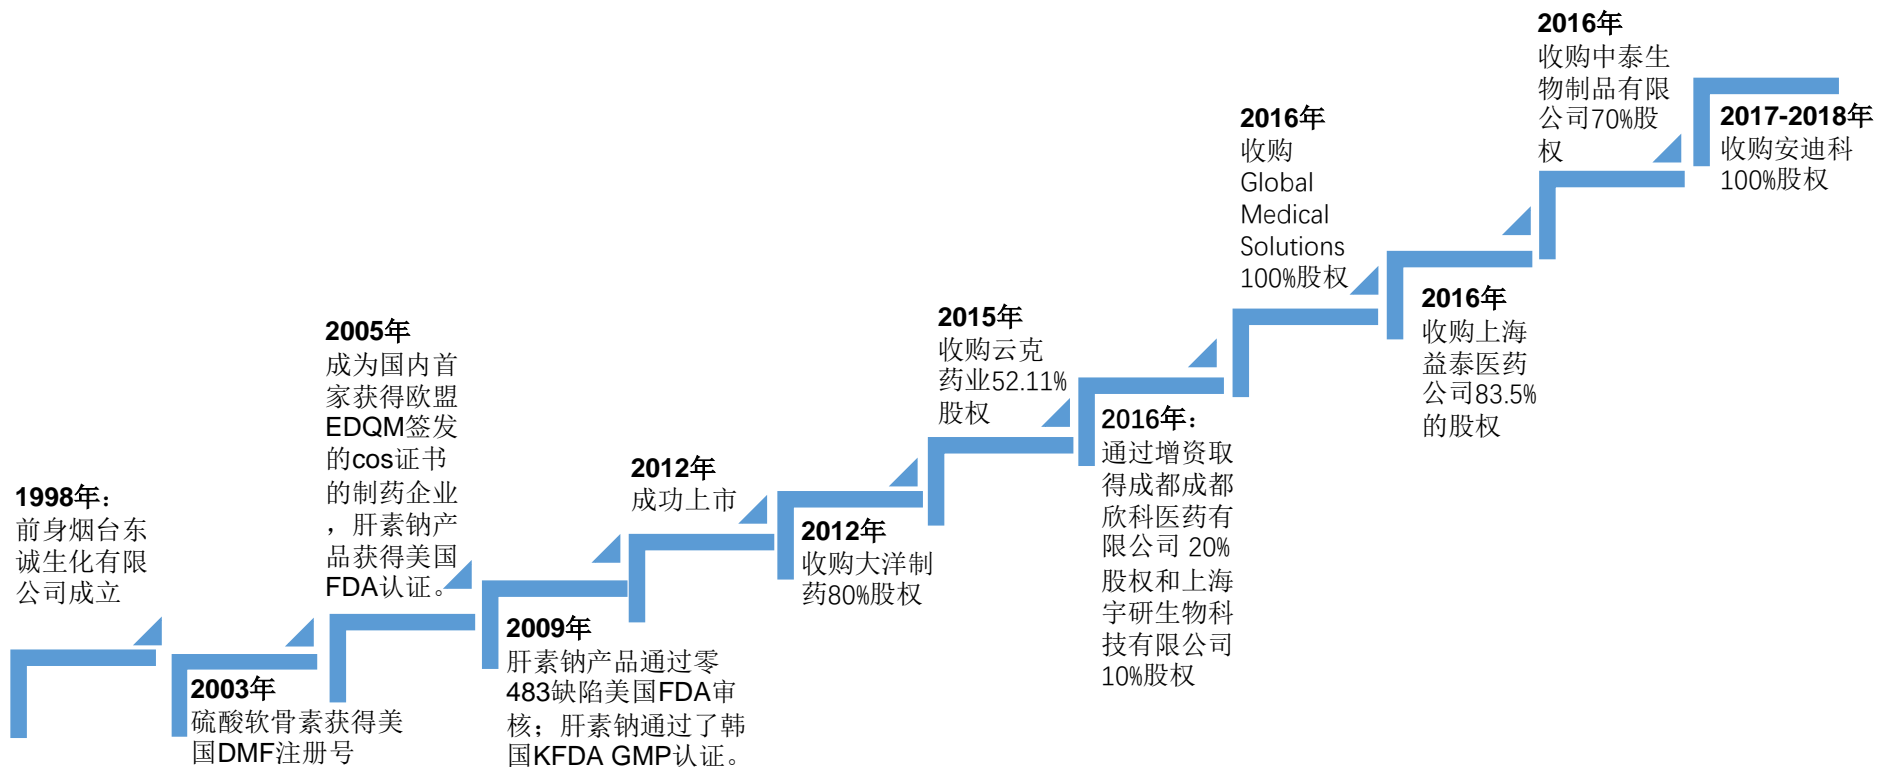 1998年：
前身烟台东
诚生化有限
公司成立
2003年
硫酸软骨素获得美
国DMF注册号
2005年
成为国内首
家获得欧盟
EDQM签发
的cos证书
的制药企业
，肝素钠产
品获得美国
FDA认证。
2009年
肝素钠产品通过零
483缺陷美国FDA审
核；肝素钠通过了韩
国KFDA GMP认证。
2012年
成功上市
2012年
收购大洋制
药80%股权
2015年
收购云克
药业52.11%
股权
2016年：
通过增资取
得成都成都
欣科医药有
限公司 20%
股权和上海
宇研生物科
技有限公司
10%股权
2016年
收购
Global
Medical
Solutions
100%股权
2016年
收购上海
益泰医药
公司83.5%
的股权
2016年
收购中泰生
物制品有限
公司70%股
权
2017-2018年
收购安迪科
100%股权